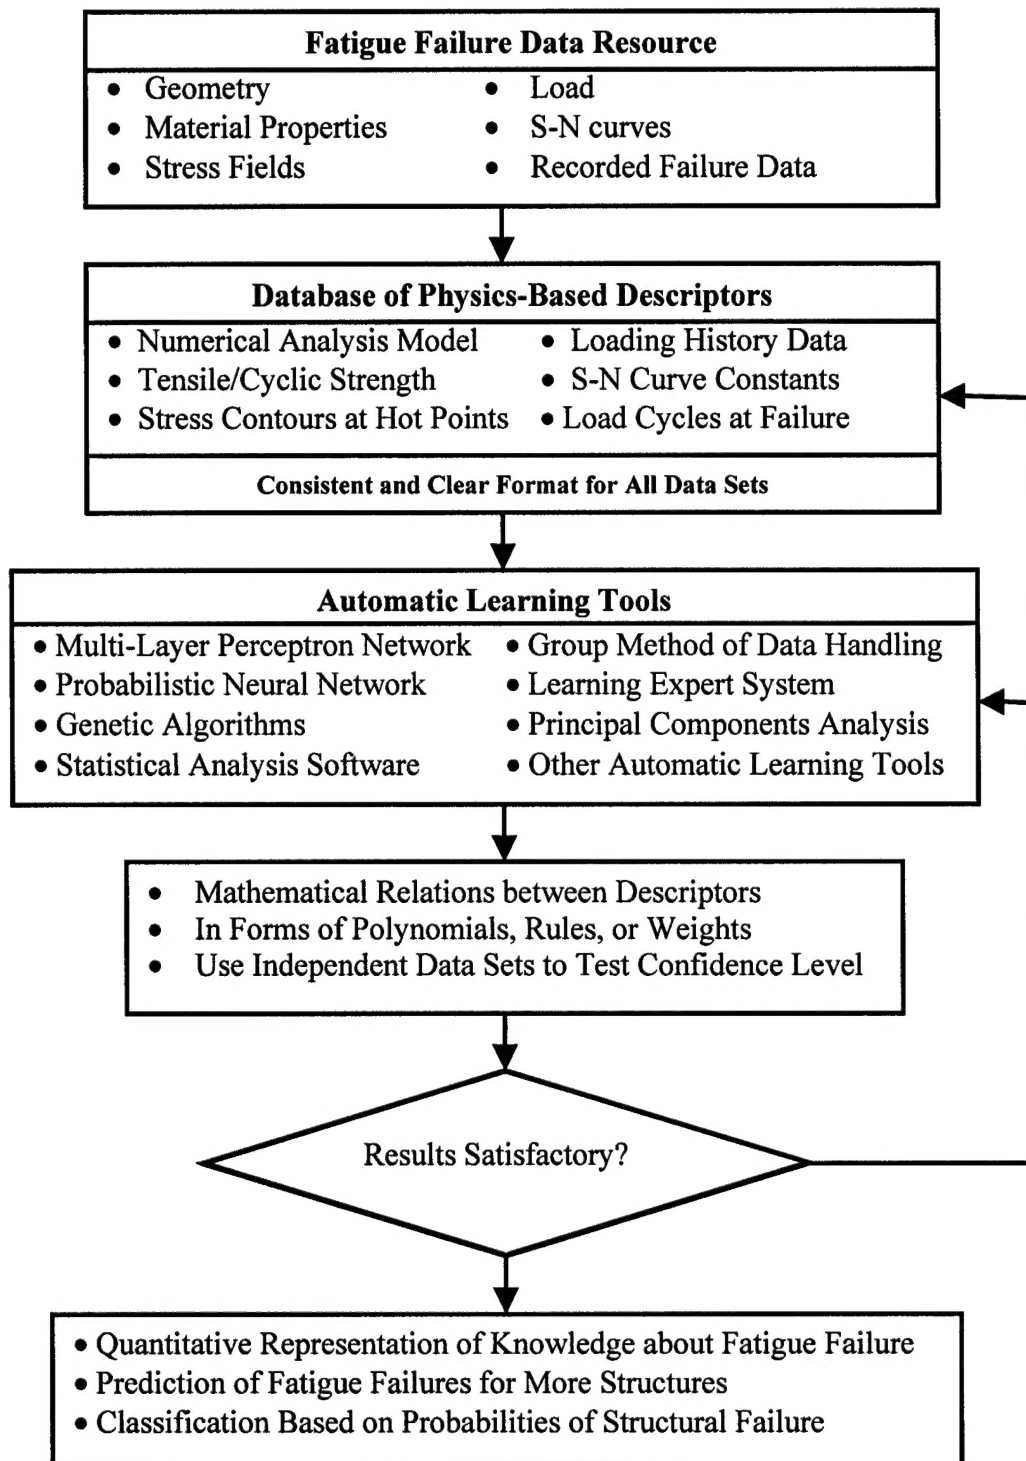 Fatigue Failure Data Resource
• Geometry • Load
• Material Properties • S-N curves
• Stress Fields • Recorded Failure Data
Database of Physics-Based Descriptors
• Numerical Analysis Model • Loading History Data
• Tensile/Cyclic Strength • S-N Curve Constants
• Stress Contours at Hot Points • Load Cycles at Failure
Consistent and Clear Format for All Data Sets
Automatic Learning Tools
• Multi-Layer Perceptron Network • Group Method of Data Handling
• Probabilistic Neural Network • Learning Expert System
• Genetic Algorithms • Principal Components Analysis
• Statistical Analysis Software • Other Automatic Learning Tools
• Mathematical Relations between Descriptors
• In Forms of Polynomials, Rules, or Weights
• Use Independent Data Sets to Test Confidence Level
Results Satisfactory?
• Quantitative Representation of Knowledge about Fatigue Failure
• Prediction of Fatigue Failures for More Structures
• Classification Based on Probabilities of Structural Failure